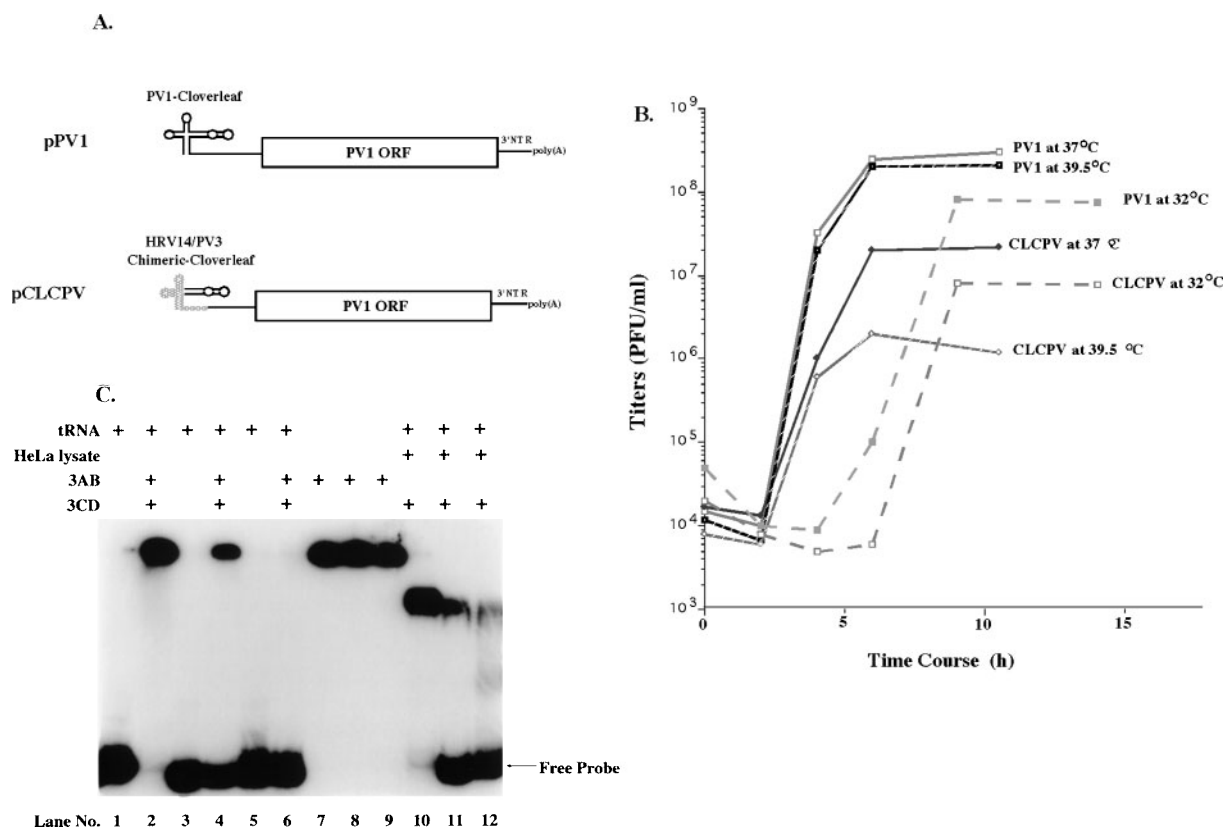 A.
PV1-Cloverleaf
pPV1
PV1 ORF
3'NTR
poly(A)
HRV14/PV3
Chimeric-Cloverleaf
pCLCPV
PV1 ORF
3'NTR
poly(A)
B.
Titers (PFU/ml)
10^9
10^8
10^7
10^6
10^5
10^4
10^3
0
5
10
15
Time Course (h)
PV1 at 37°C
PV1 at 39.5°C
PV1 at 32°C
CLCPV at 37 °C
CLCPV at 32°C
CLCPV at 39.5 °C
C.
tRNA + + + + + + + + +
HeLa lysate + + +
3AB + + + + + +
3CD + + + + + +
Free Probe
Lane No. 1 2 3 4 5 6 7 8 9 10 11 12